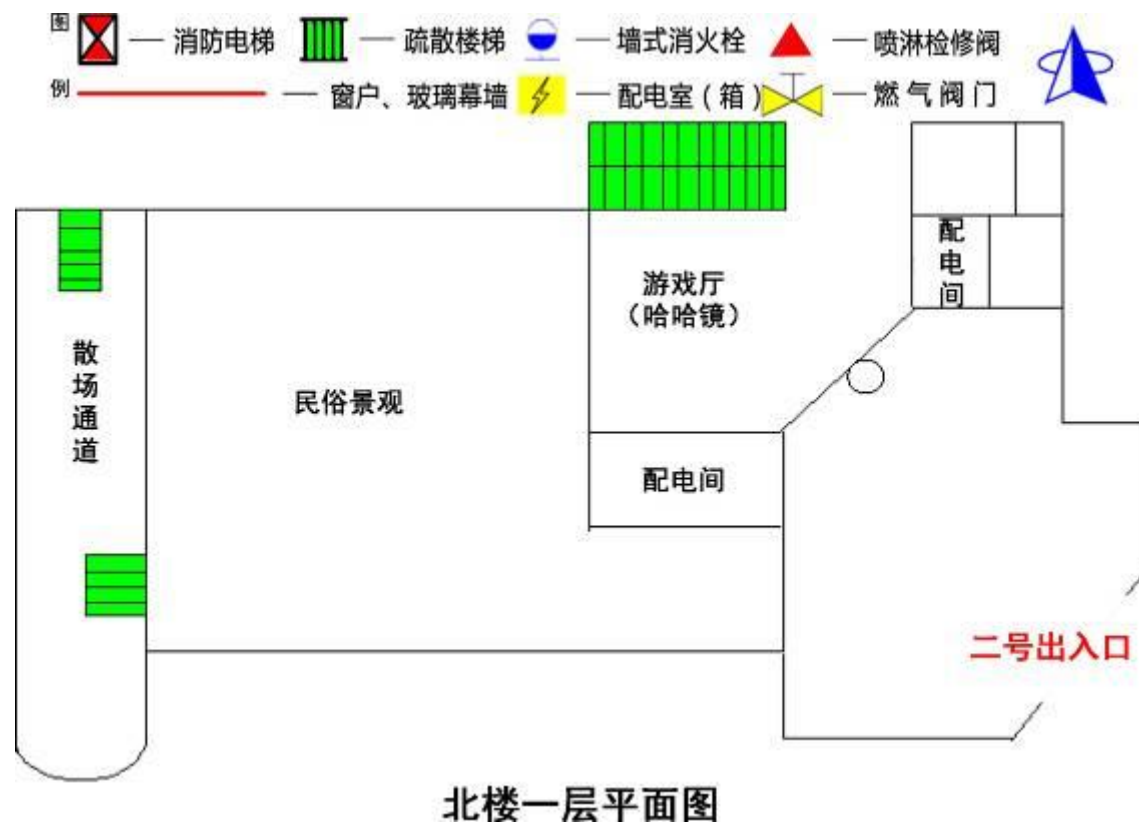 图 — 消防电梯 — 疏散楼梯 — 墙式消火栓 — 喷淋检修阀
例 — 窗户、玻璃幕墙 — 配电室（箱） — 燃气阀门
配电间
游戏厅
（哈哈镜）
散场通道
民俗景观
配电间
二号出入口
北楼一层平面图